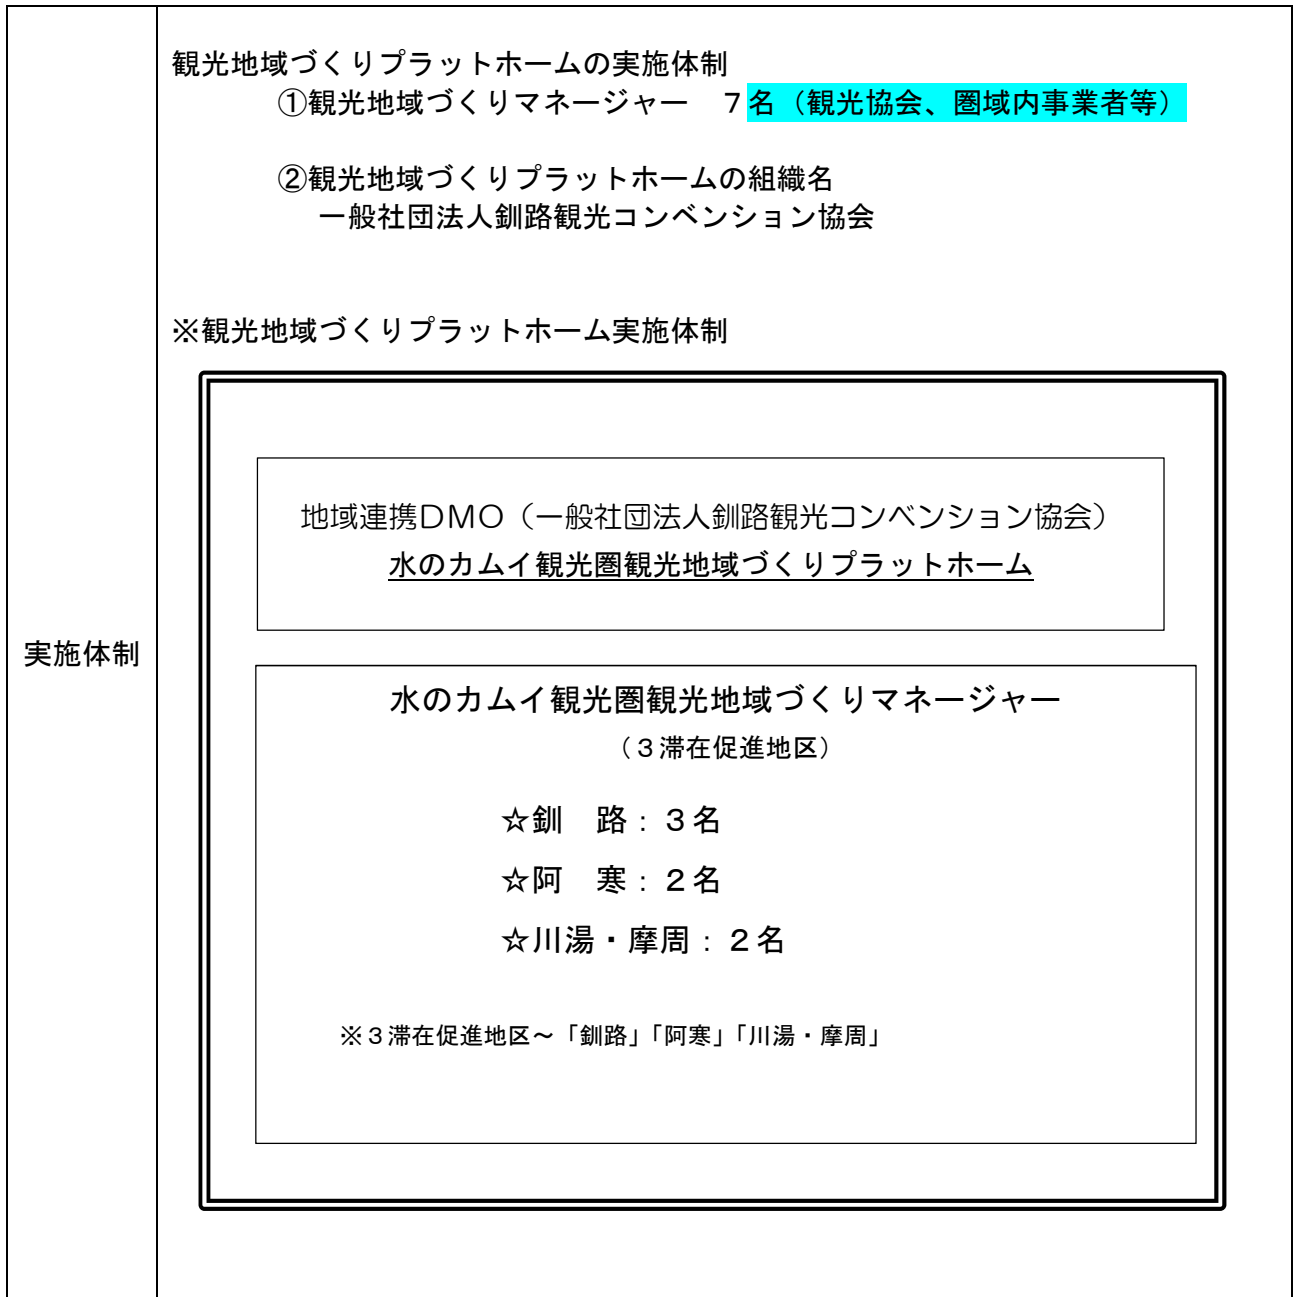 観光地域づくりプラットホームの実施体制
①観光地域づくりマネージャー　７名（観光協会、圏域内事業者等）
②観光地域づくりプラットホームの組織名
一般社団法人釧路観光コンベンション協会
※観光地域づくりプラットホーム実施体制
地域連携ＤＭＯ（一般社団法人釧路観光コンベンション協会）
水のカムイ観光圏観光地域づくりプラットホーム
実施体制
水のカムイ観光圏観光地域づくりマネージャー
（３滞在促進地区）
☆釧　路：３名
☆阿　寒：２名
☆川湯・摩周：２名
※３滞在促進地区～「釧路」「阿寒」「川湯・摩周」